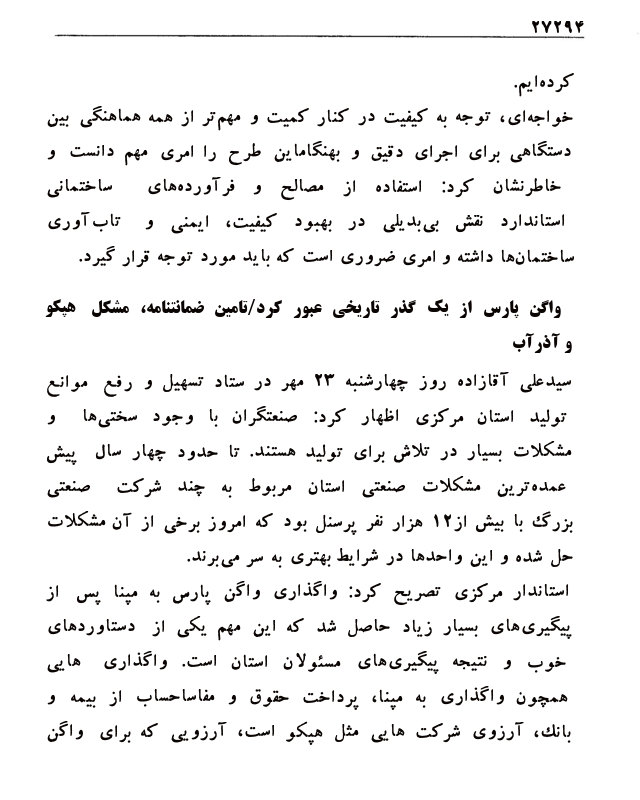 ۲۷۲۹۴
کرده‌ایم.
خواجه‌ای، توجه به کیفیت در کنار کمیت و مهم‌تر از همه هماهنگی بین
دستگاهی برای اجرای دقیق و بهنگاماین طرح را امری مهم دانست و
خاطرنشان کرد: استفاده از مصالح و فرآورده‌های ساختمانی
استاندارد نقش بی‌بدیلی در بهبود کیفیت، ایمنی و تاب‌آوری
ساختمان‌ها داشته و امری ضروری است که باید مورد توجه قرار گیرد.
واگن پارس از یک گذر تاریخی عبور کرد/تامین ضمانتنامه، مشکل هپکو
و آذرآب
سیدعلی آقازاده روز چهارشنبه ۲۳ مهر در ستاد تسهیل و رفع موانع
تولید استان مرکزی اظهار کرد: صنعتگران با وجود سختی‌ها و
مشکلات بسیار در تلاش برای تولید هستند. تا حدود چهار سال پیش
عمده‌ترین مشکلات صنعتی استان مربوط به چند شرکت صنعتی
بزرگ با بیش از۱۲ هزار نفر پرسنل بود که امروز برخی از آن مشکلات
حل شده و این واحدها در شرایط بهتری به سر می‌برند.
استاندار مرکزی تصریح کرد: واگذاری واگن پارس به مپنا پس از
پیگیری‌های بسیار زیاد حاصل شد که این مهم یکی از دستاوردهای
خوب و نتیجه پیگیری‌های مسئولان استان است. واگذاری هایی
همچون واگذاری به مپنا، پرداخت حقوق و مفاساحساب از بیمه و
بانک، آرزوی شرکت هایی مثل هپکو است، آرزویی که برای واگن